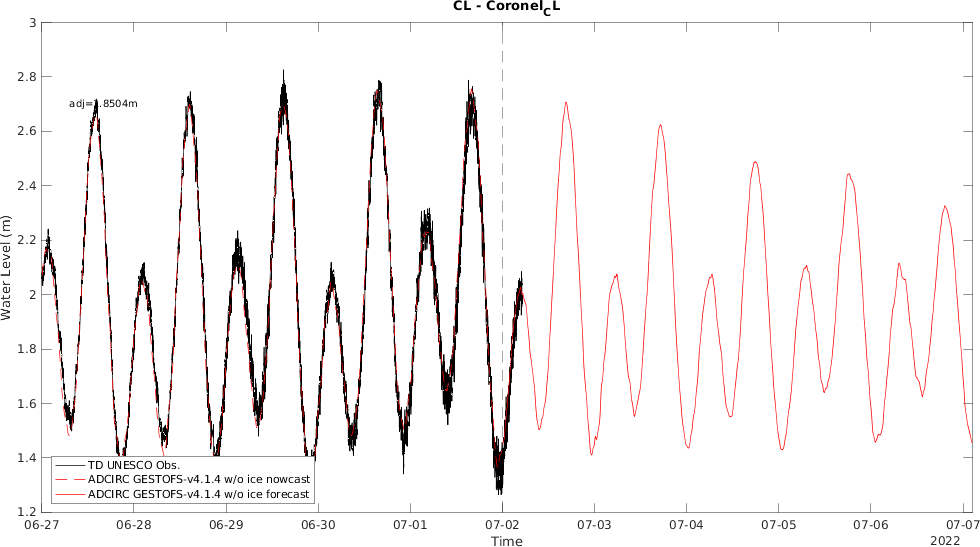 CL - Coronel_CL
3
2.8
2.6
2.4
2.2
2
1.8
1.6
1.4
1.2
Water Level (m)
adj=1.8504m
TD UNESCO Obs.
ADCIRC GESTOFS-v4.1.4 w/o ice nowcast
ADCIRC GESTOFS-v4.1.4 w/o ice forecast
06-27 06-28 06-29 06-30 07-01 07-02 07-03 07-04 07-05 07-06 07-07
Time
2022